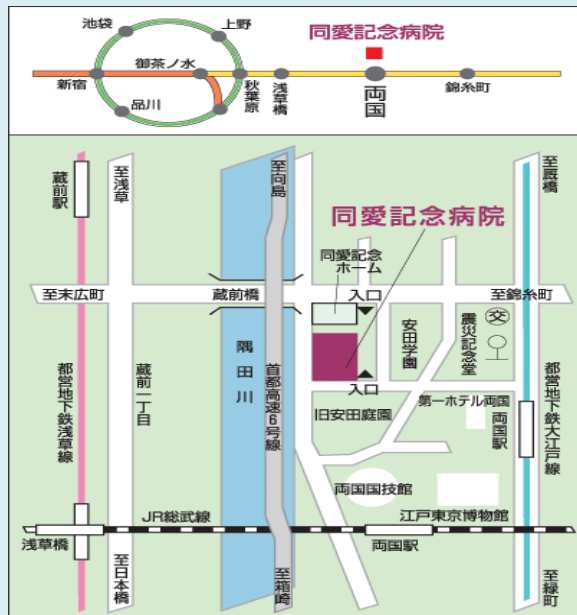 池袋
上野
同愛記念病院
御茶ノ水
新宿
品川
秋葉原
浅草橋
両国
錦糸町
蔵前駅
至浅草
至向島
至厩橋
同愛記念病院
同愛記念
ホーム
至末広町
蔵前橋
入口
至錦糸町
安田学園
震災記念堂
交
都営地下鉄浅草線
蔵前一丁目
隅田川
首都高速6号線
入口
旧安田庭園
第一ホテル両国
両国駅
都営地下鉄大江戸線
両国国技館
JR総武線
江戸東京博物館
浅草橋
両国駅
至日本橋
至箱崎
至緑町